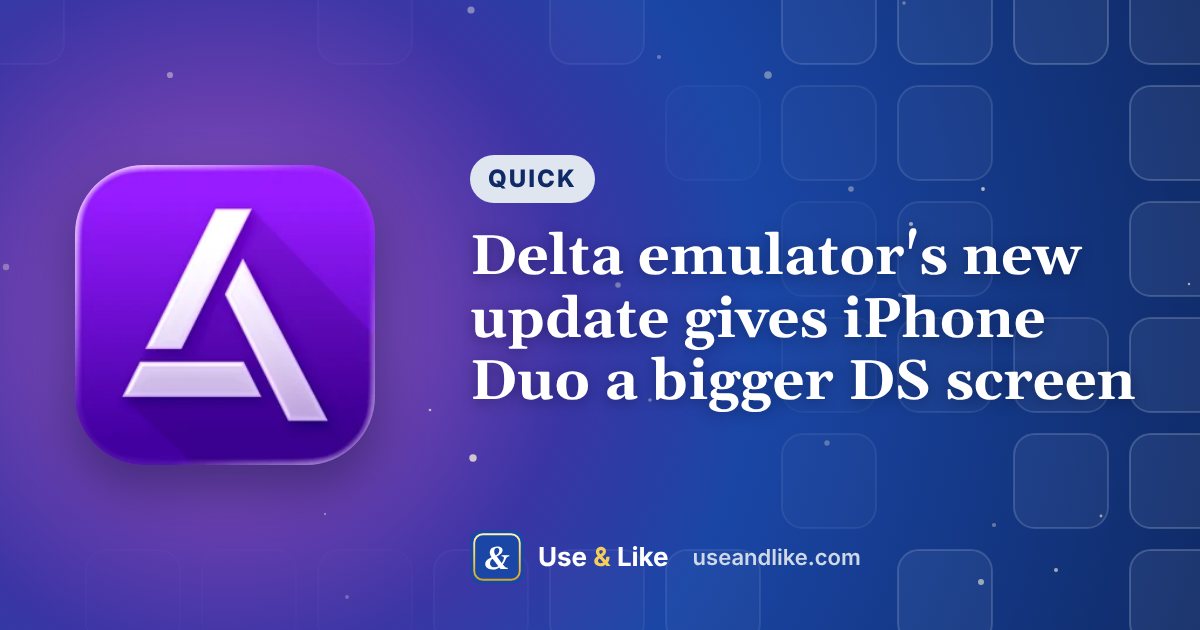 QUICK
Delta emulator's new
update gives iPhone
Duo a bigger DS screen
& Use & Like useandlike.com